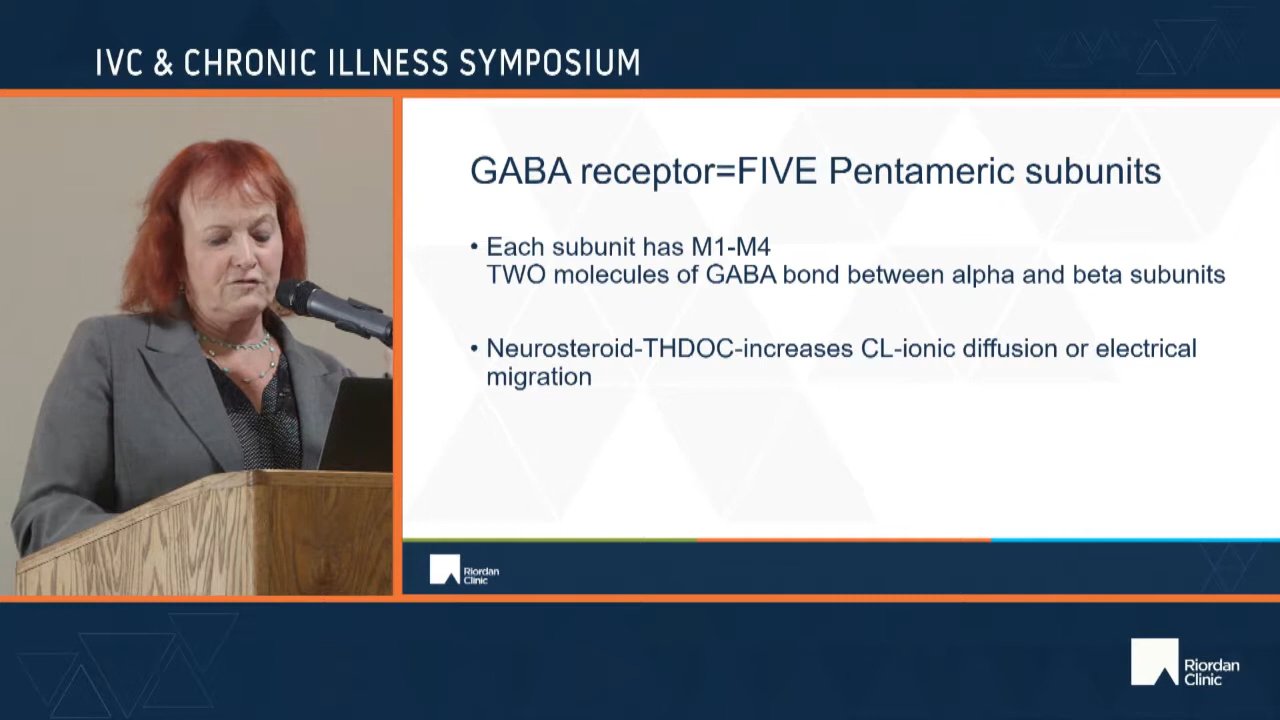 IVC & CHRONIC ILLNESS SYMPOSIUM
GABA receptor=FIVE Pentameric subunits
• Each subunit has M1-M4
TWO molecules of GABA bond between alpha and beta subunits
• Neurosteroid-THDOC-increases CL-ionic diffusion or electrical
migration
Riordan
Clinic
Riordan
Clinic